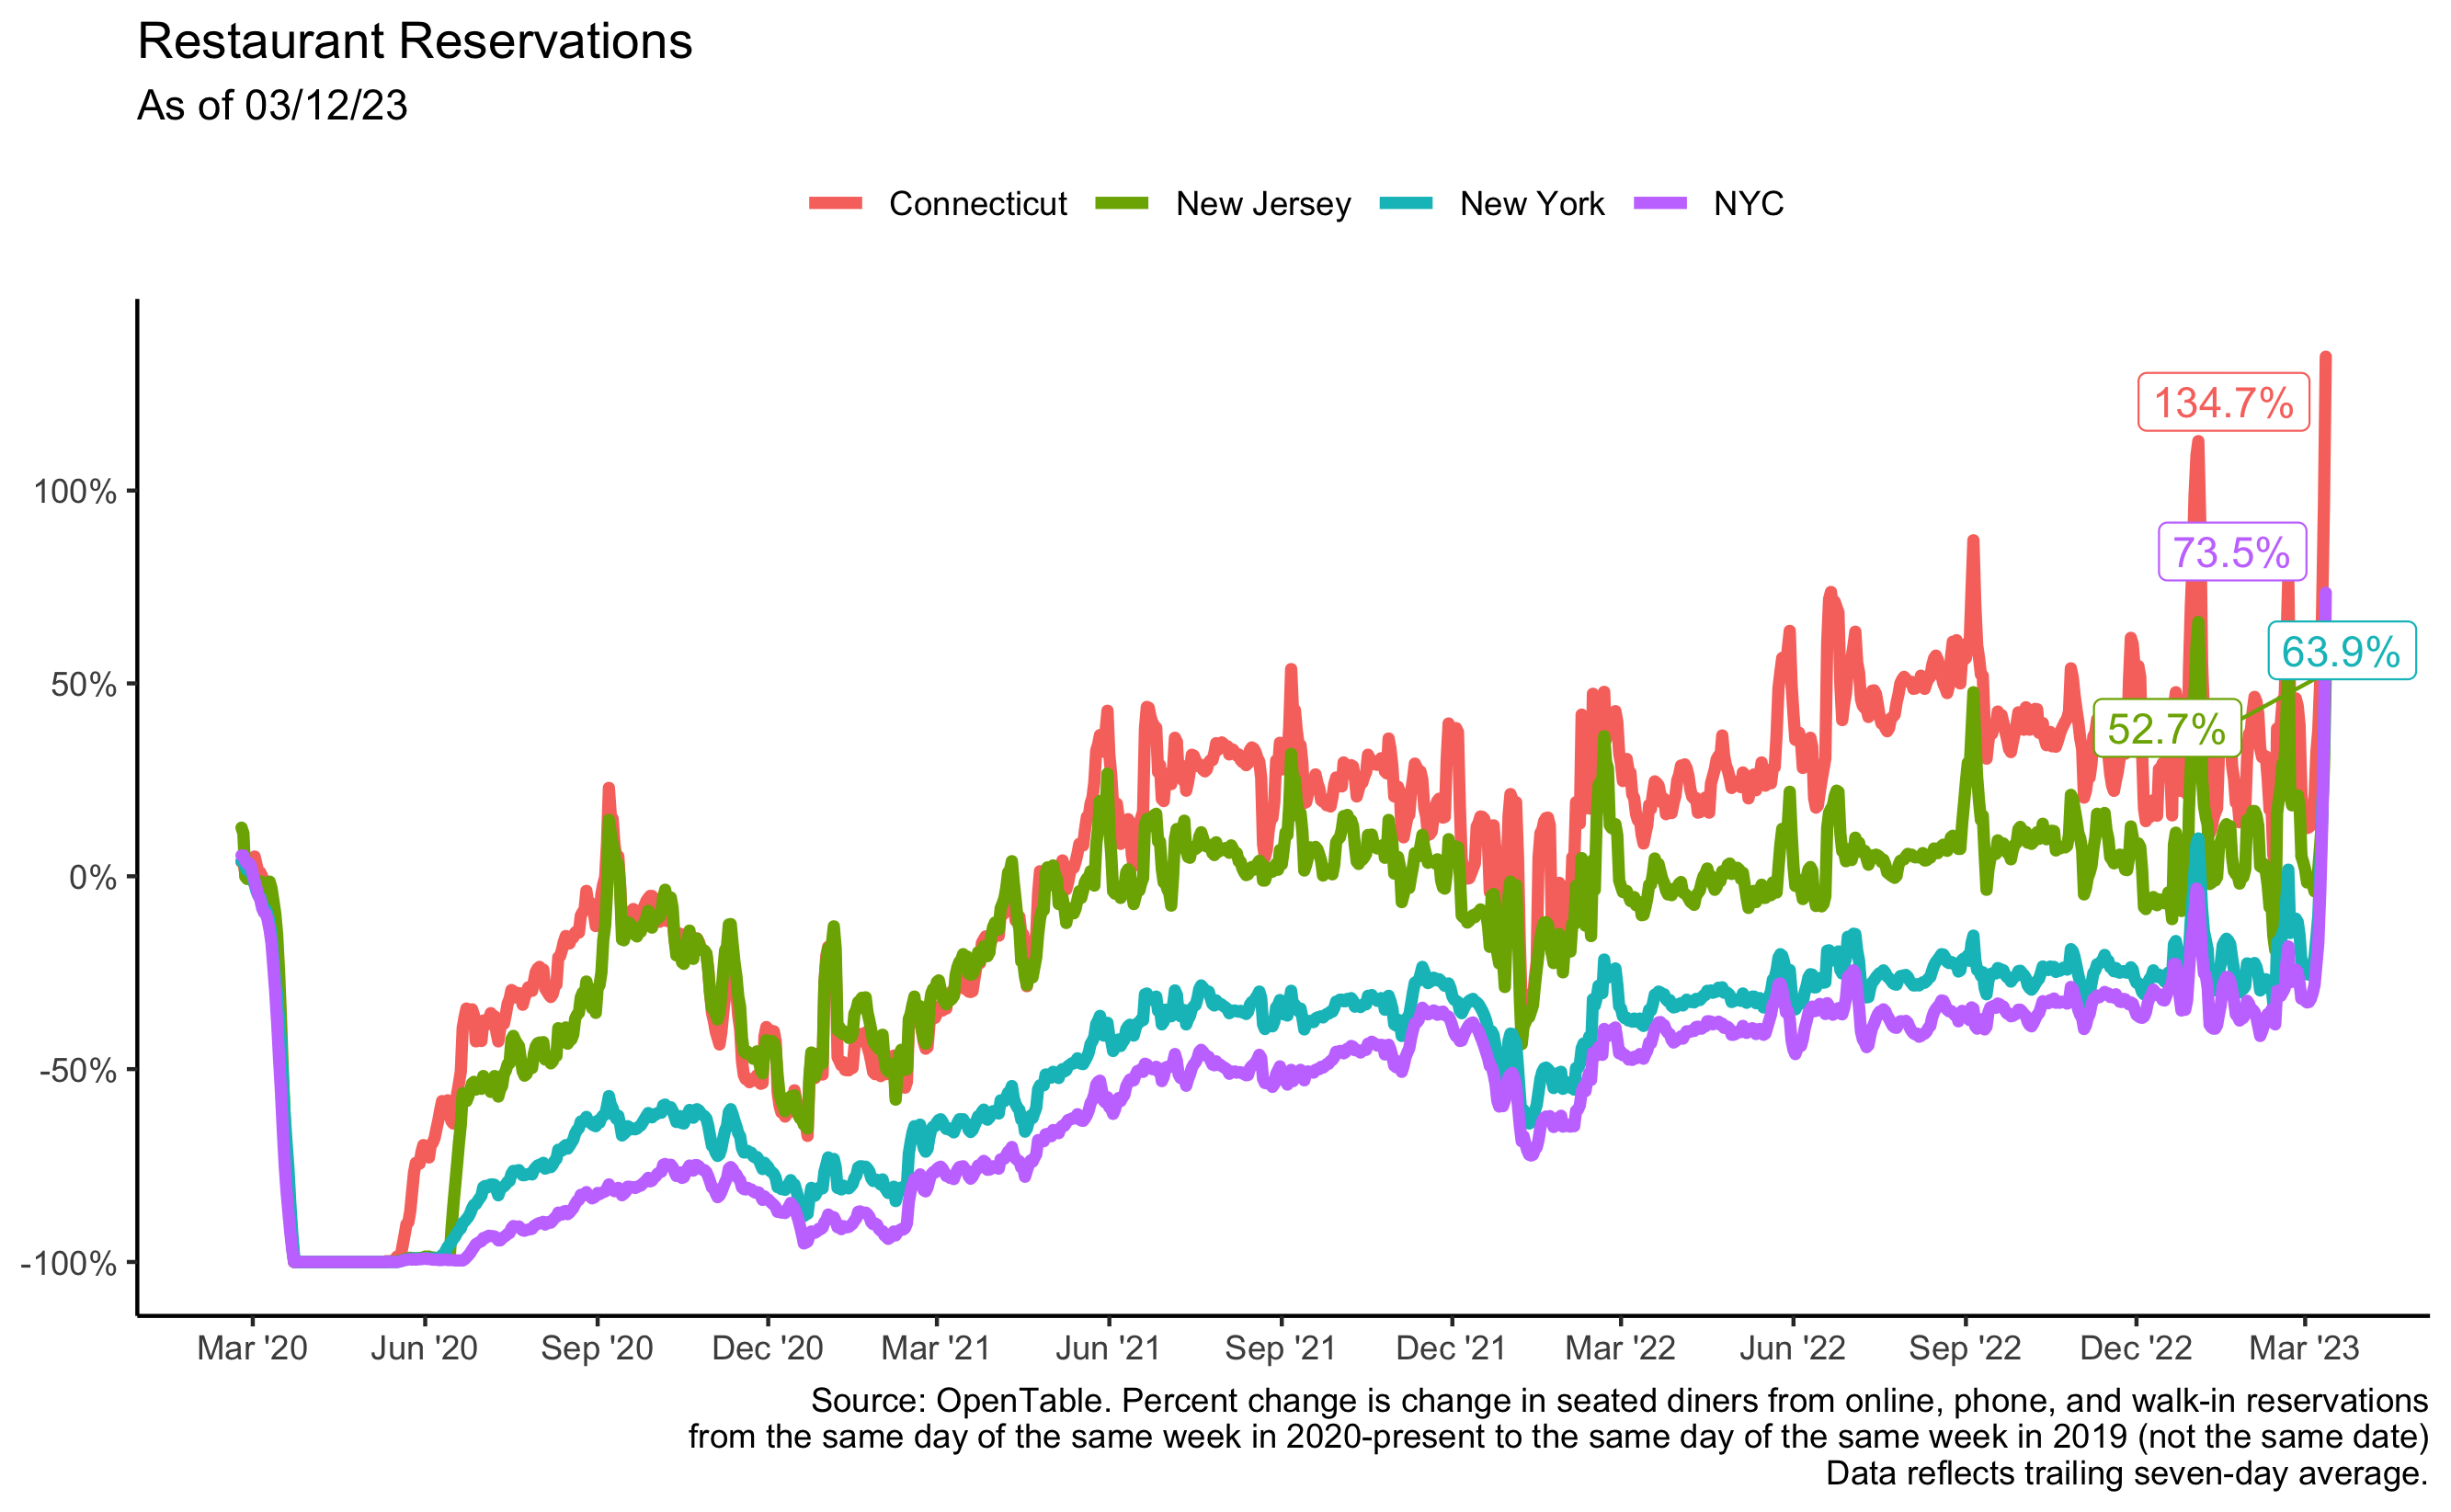 Restaurant Reservations
As of 03/12/23
Connecticut New Jersey New York NYC
134.7%
100%
73.5%
63.9%
50%
52.7%
0%
-50%
-100%
Mar '20 Jun '20 Sep '20 Dec '20 Mar '21 Jun '21 Sep '21 Dec '21 Mar '22 Jun '22 Sep '22 Dec '22 Mar '23
Source: OpenTable. Percent change is change in seated diners from online, phone, and walk-in reservations
from the same day of the same week in 2020-present to the same day of the same week in 2019 (not the same date)
Data reflects trailing seven-day average.